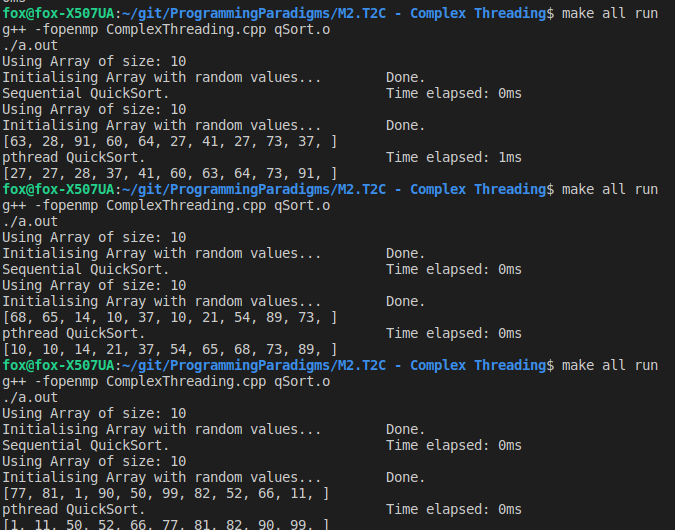 0ms
fox@fox-X507UA:~/git/ProgrammingParadigms/M2.T2C - Complex Threading$ make all run
g++ -fopenmp ComplexThreading.cpp qSort.o
./a.out
Using Array of size: 10
Initialising Array with random values... Done.
Sequential QuickSort. Time elapsed: 0ms
Using Array of size: 10
Initialising Array with random values... Done.
[63, 28, 91, 60, 64, 27, 41, 27, 73, 37, ]
pthread QuickSort. Time elapsed: 1ms
[27, 27, 28, 37, 41, 60, 63, 64, 73, 91, ]
fox@fox-X507UA:~/git/ProgrammingParadigms/M2.T2C - Complex Threading$ make all run
g++ -fopenmp ComplexThreading.cpp qSort.o
./a.out
Using Array of size: 10
Initialising Array with random values... Done.
Sequential QuickSort. Time elapsed: 0ms
Using Array of size: 10
Initialising Array with random values... Done.
[68, 65, 14, 10, 37, 10, 21, 54, 89, 73, ]
pthread QuickSort. Time elapsed: 0ms
[10, 10, 14, 21, 37, 54, 65, 68, 73, 89, ]
fox@fox-X507UA:~/git/ProgrammingParadigms/M2.T2C - Complex Threading$ make all run
g++ -fopenmp ComplexThreading.cpp qSort.o
./a.out
Using Array of size: 10
Initialising Array with random values... Done.
Sequential QuickSort. Time elapsed: 0ms
Using Array of size: 10
Initialising Array with random values... Done.
[77, 81, 1, 90, 50, 99, 82, 52, 66, 11, ]
pthread QuickSort. Time elapsed: 0ms
[1, 11, 50, 52, 66, 77, 81, 82, 90, 99, ]